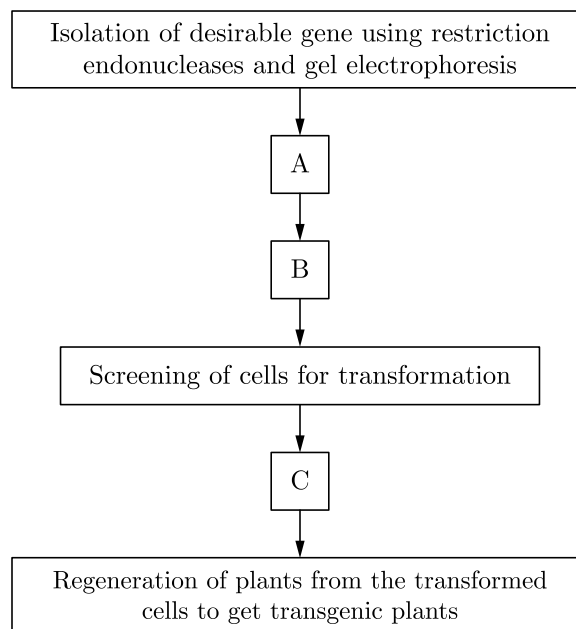 Isolation of desirable gene using restriction
endonucleases and gel electrophoresis
A
B
Screening of cells for transformation
C
Regeneration of plants from the transformed
cells to get transgenic plants